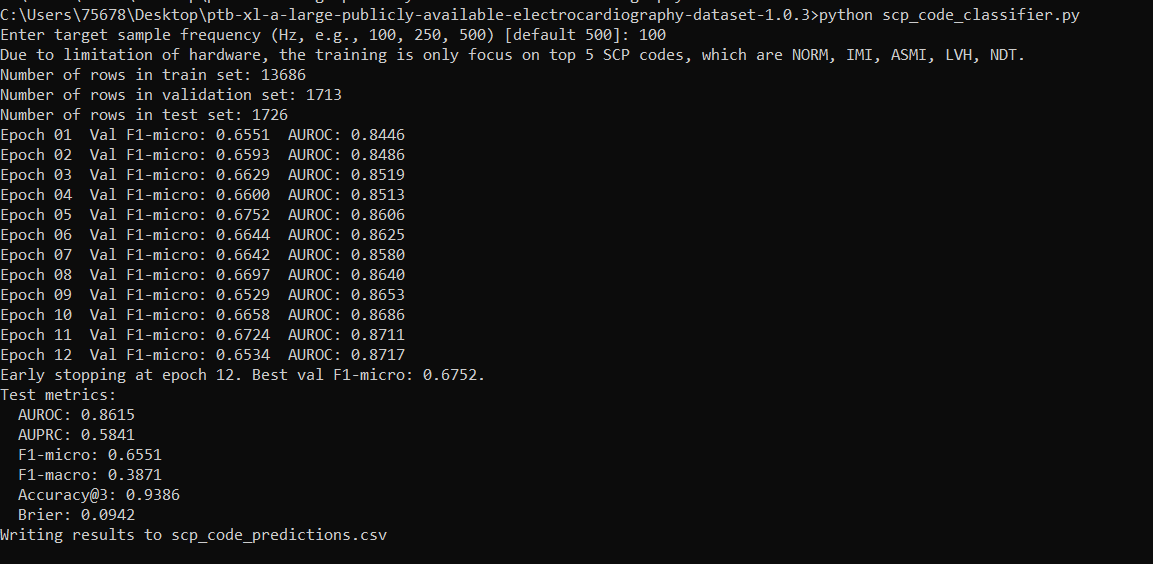 C:\Users\75678\Desktop\ptb-xl-a-large-publicly-available-electrocardiography-dataset-1.0.3>python scp_code_classifier.py
Enter target sample frequency (Hz, e.g., 100, 250, 500) [default 500]: 100
Due to limitation of hardware, the training is only focus on top 5 SCP codes, which are NORM, IMI, ASMI, LVH, NDT.
Number of rows in train set: 13686
Number of rows in validation set: 1713
Number of rows in test set: 1726
Epoch 01  Val F1-micro: 0.6551  AUROC: 0.8446
Epoch 02  Val F1-micro: 0.6593  AUROC: 0.8486
Epoch 03  Val F1-micro: 0.6629  AUROC: 0.8519
Epoch 04  Val F1-micro: 0.6600  AUROC: 0.8513
Epoch 05  Val F1-micro: 0.6752  AUROC: 0.8606
Epoch 06  Val F1-micro: 0.6644  AUROC: 0.8625
Epoch 07  Val F1-micro: 0.6642  AUROC: 0.8580
Epoch 08  Val F1-micro: 0.6697  AUROC: 0.8640
Epoch 09  Val F1-micro: 0.6529  AUROC: 0.8653
Epoch 10  Val F1-micro: 0.6658  AUROC: 0.8686
Epoch 11  Val F1-micro: 0.6724  AUROC: 0.8711
Epoch 12  Val F1-micro: 0.6534  AUROC: 0.8717
Early stopping at epoch 12. Best val F1-micro: 0.6752.
Test metrics:
  AUROC: 0.8615
  AUPRC: 0.5841
  F1-micro: 0.6551
  F1-macro: 0.3871
  Accuracy@3: 0.9386
  Brier: 0.0942
Writing results to scp_code_predictions.csv